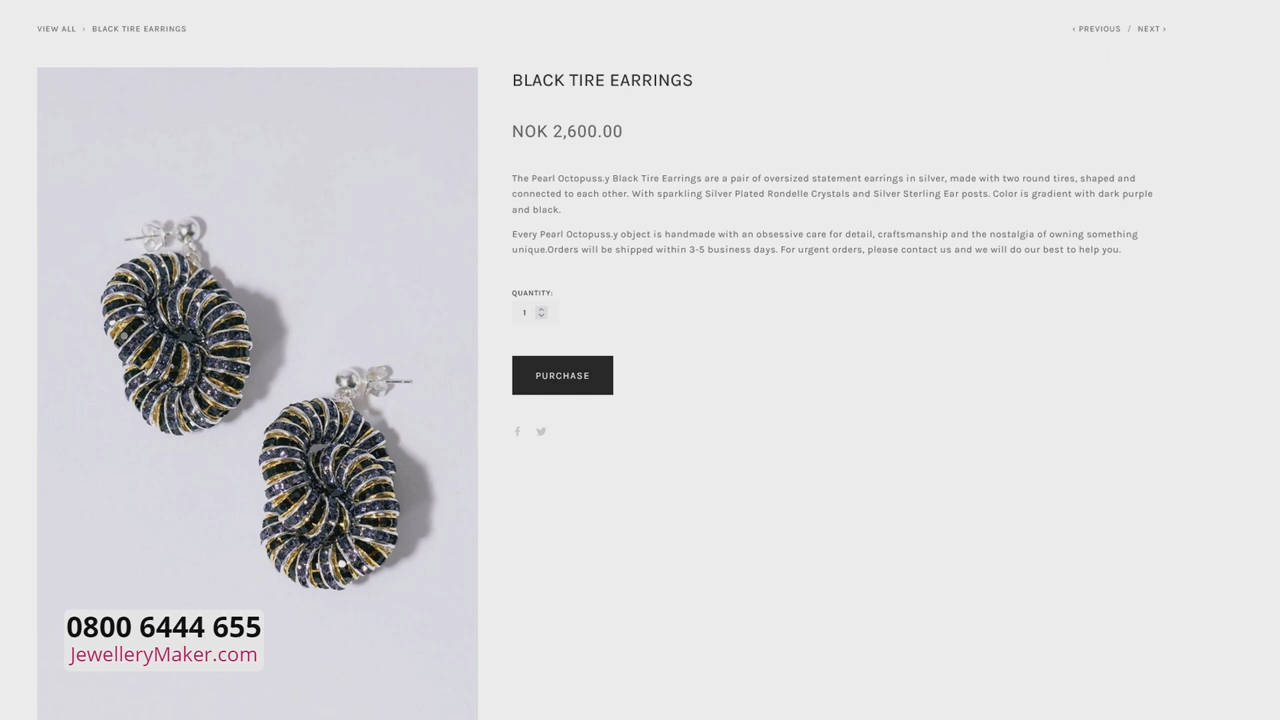 VIEW ALL › BLACK TIRE EARRINGS
‹ PREVIOUS / NEXT ›
BLACK TIRE EARRINGS
NOK 2,600.00
The Pearl Octopuss.y Black Tire Earrings are a pair of oversized statement earrings in silver, made with two round tires, shaped and
connected to each other. With sparkling Silver Plated Rondelle Crystals and Silver Sterling Ear posts. Color is gradient with dark purple
and black.
Every Pearl Octopuss.y object is handmade with an obsessive care for detail, craftsmanship and the nostalgia of owning something
unique.Orders will be shipped within 3-5 business days. For urgent orders, please contact us and we will do our best to help you.
QUANTITY:
1
PURCHASE
0800 6444 655
JewelleryMaker.com